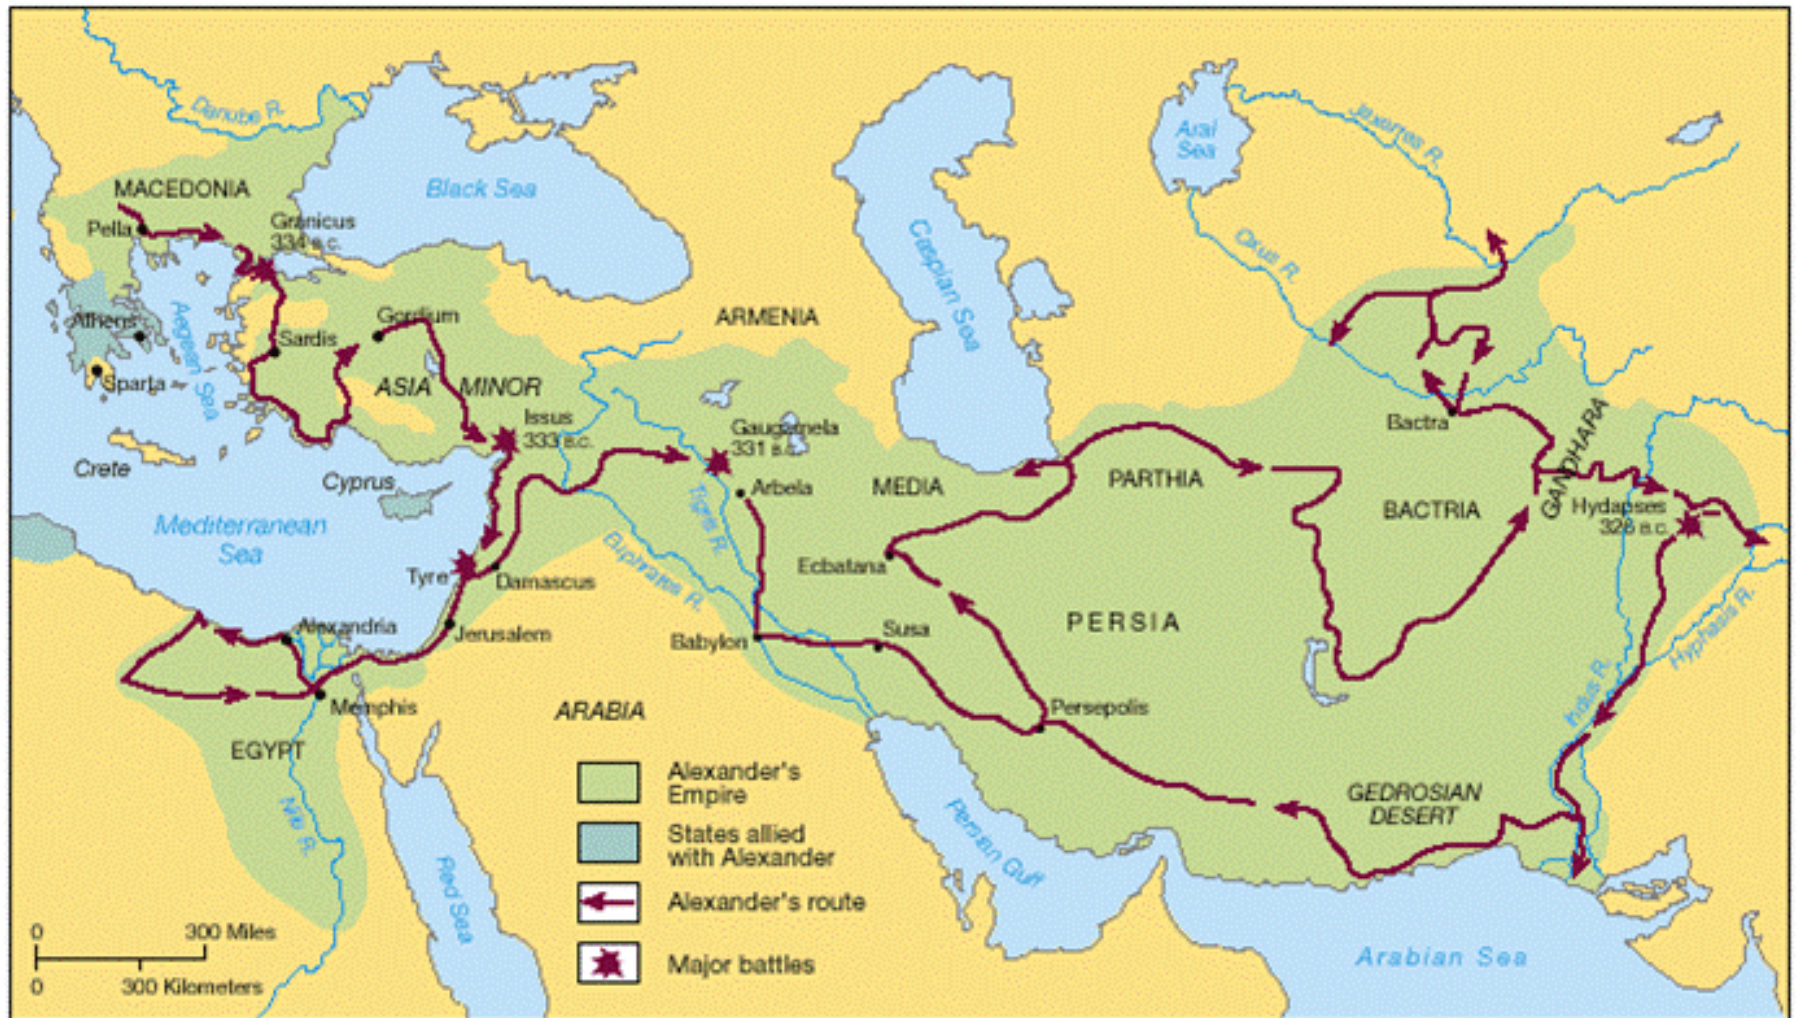 Danube R.
MACEDONIA
Pella
Granicus
334 B.C.
Black Sea
Caspian Sea
Aral
Sea
Jaxartes R.
Oxus R.
Athens
Aegean Sea
Sparta
Sardis
Gordium
ASIA MINOR
ARMENIA
Issus
333 B.C.
Gaugamela
331 B.C.
Arbela
Crete
Cyprus
Mediterranean
Sea
Tigris R.
Euphrates R.
MEDIA
PARTHIA
BACTRIA
Bactra
GANDHARA
Hydapses
326 B.C.
Tyre
Damascus
Jerusalem
Alexandria
Memphis
EGYPT
Nile R.
Red Sea
ARABIA
Babylon
Susa
Ecbatana
PERSIA
Persepolis
Persian Gulf
GEDROSIAN
DESERT
Indus R.
Hyphasis R.
Arabian Sea
Alexander's
Empire
States allied
with Alexander
Alexander's route
Major battles
0 300 Miles
0 300 Kilometers